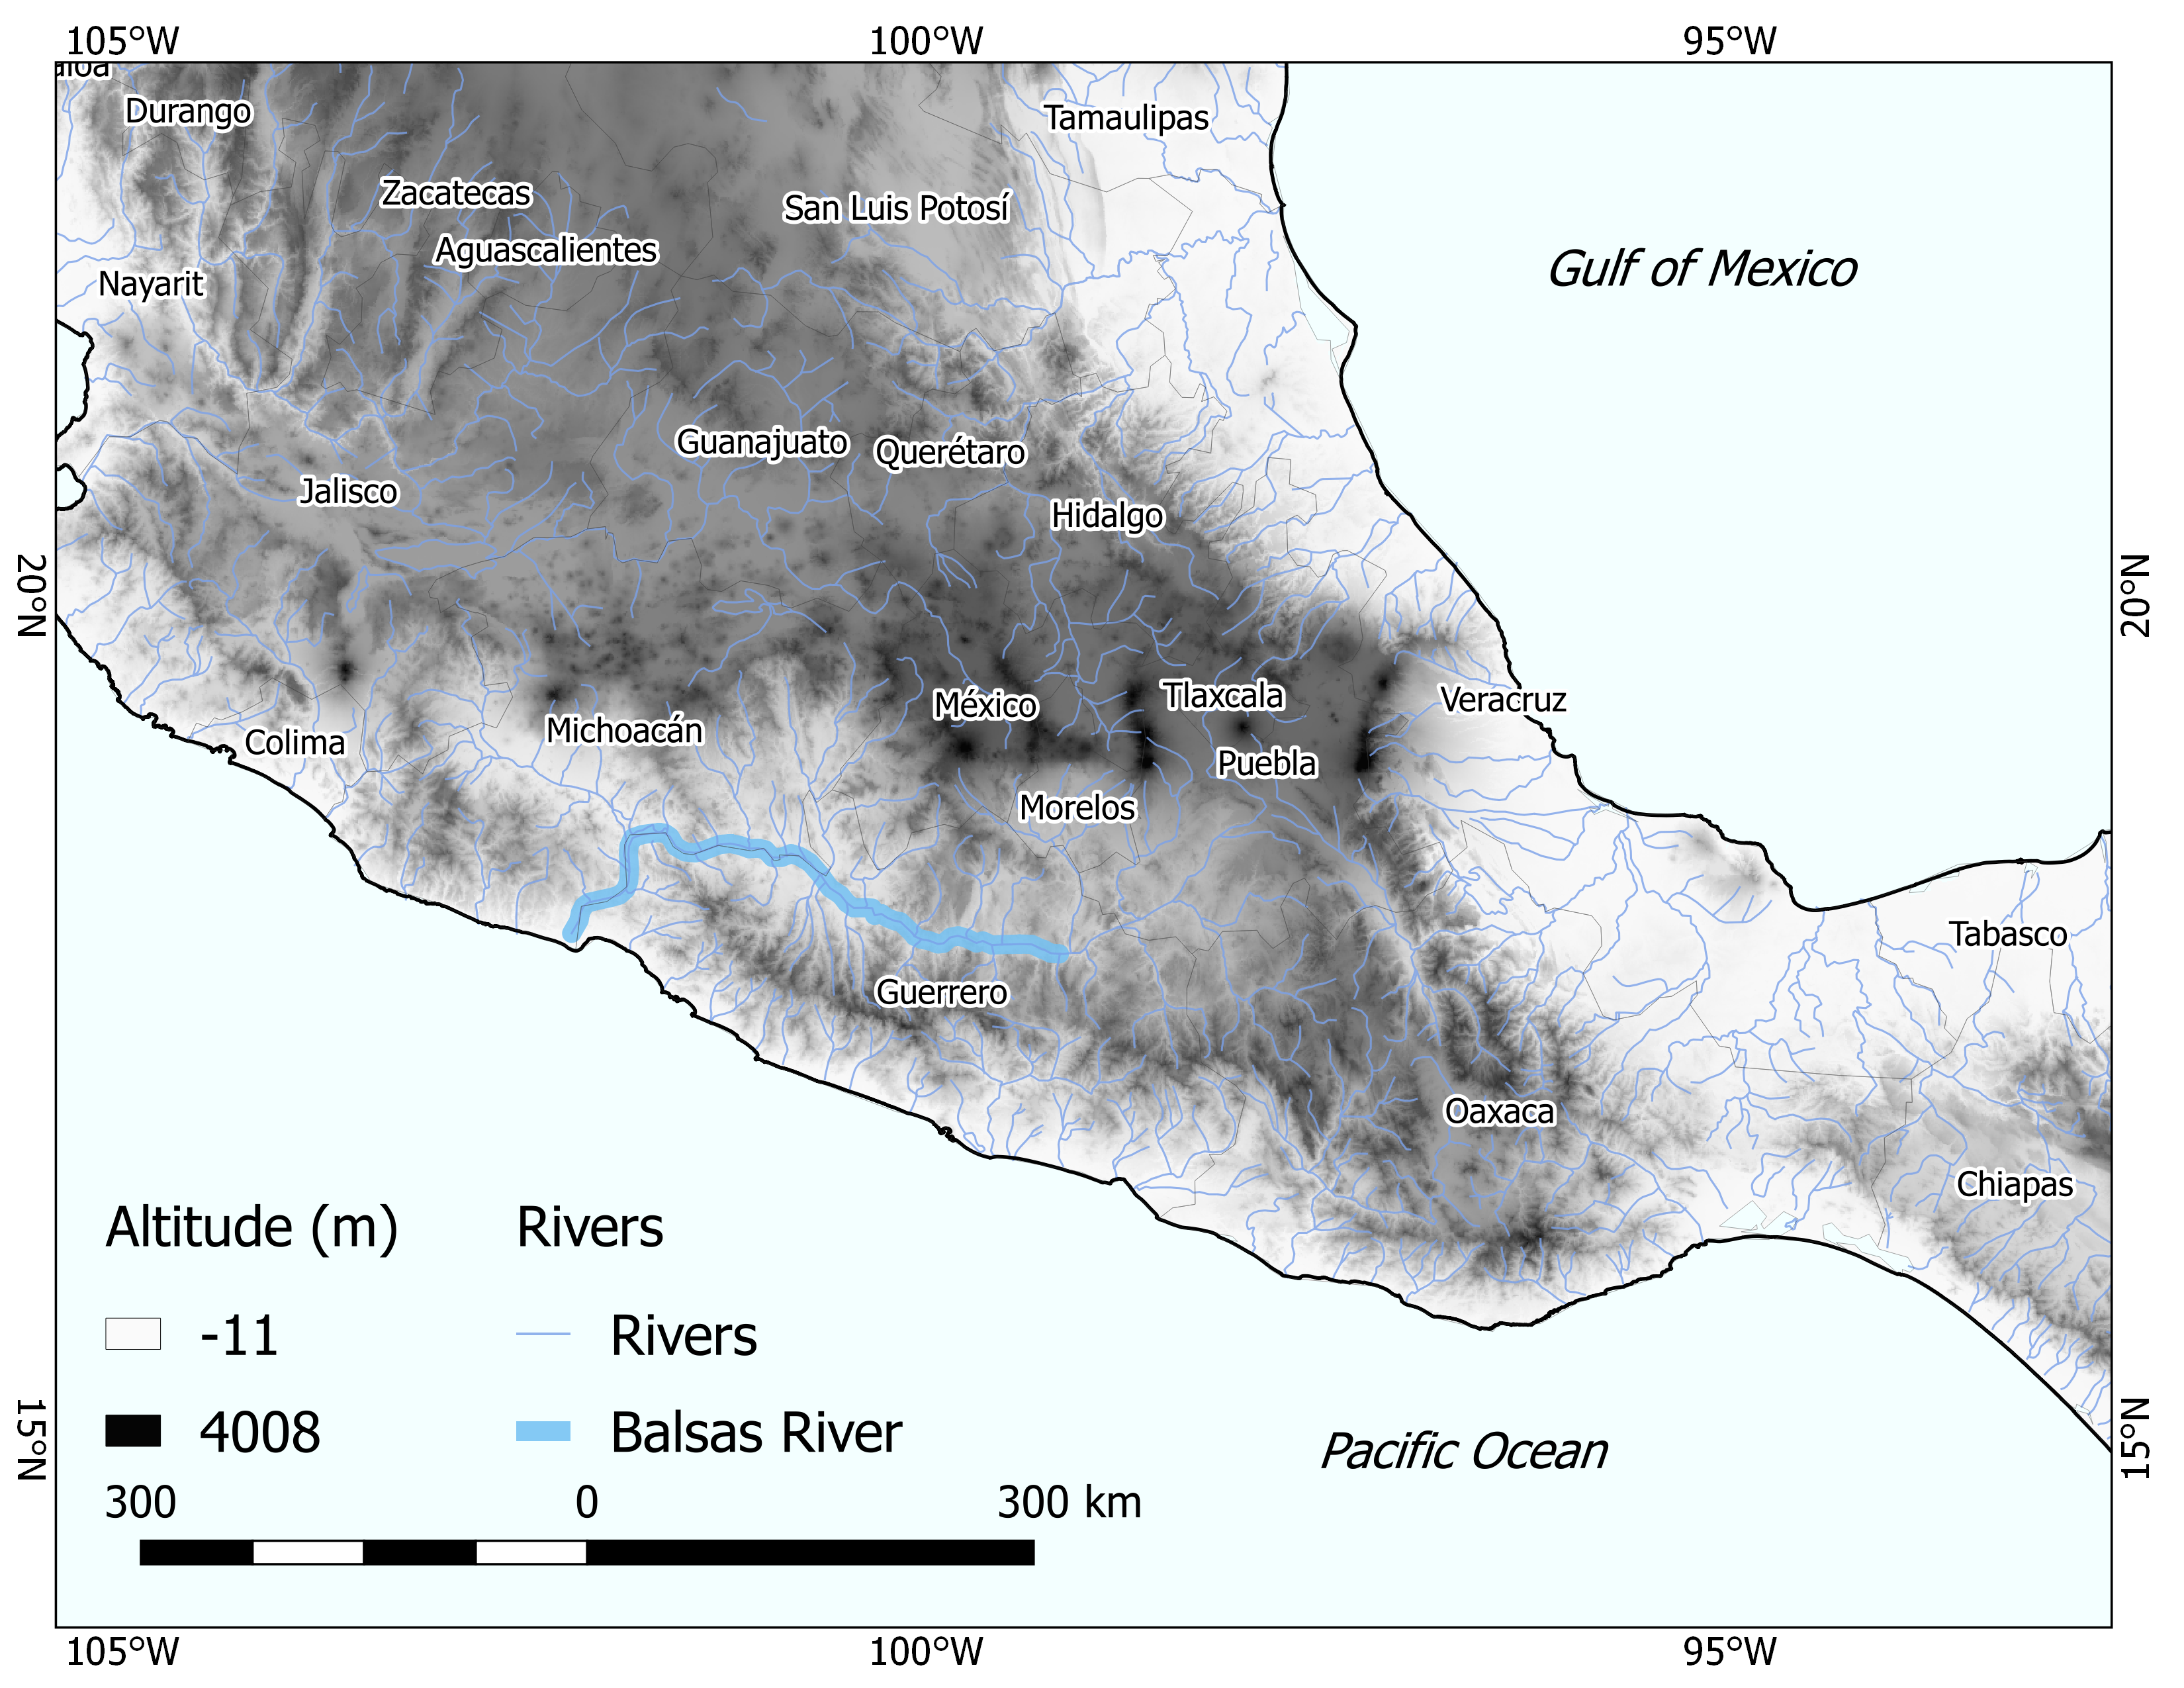 105°W 100°W 95°W
Durango
Tamaulipas
Zacatecas
San Luis Potosí
Aguascalientes
Gulf of Mexico
Nayarit
Guanajuato
Querétaro
Jalisco
Hidalgo
20°N 20°N
Tlaxcala
México
Veracruz
Michoacán
Colima
Puebla
Morelos
Tabasco
Guerrero
Oaxaca
Chiapas
Altitude (m) Rivers
-11 Rivers
4008 Balsas River
15°N 15°N
Pacific Ocean
300 0 300 km
105°W 100°W 95°W